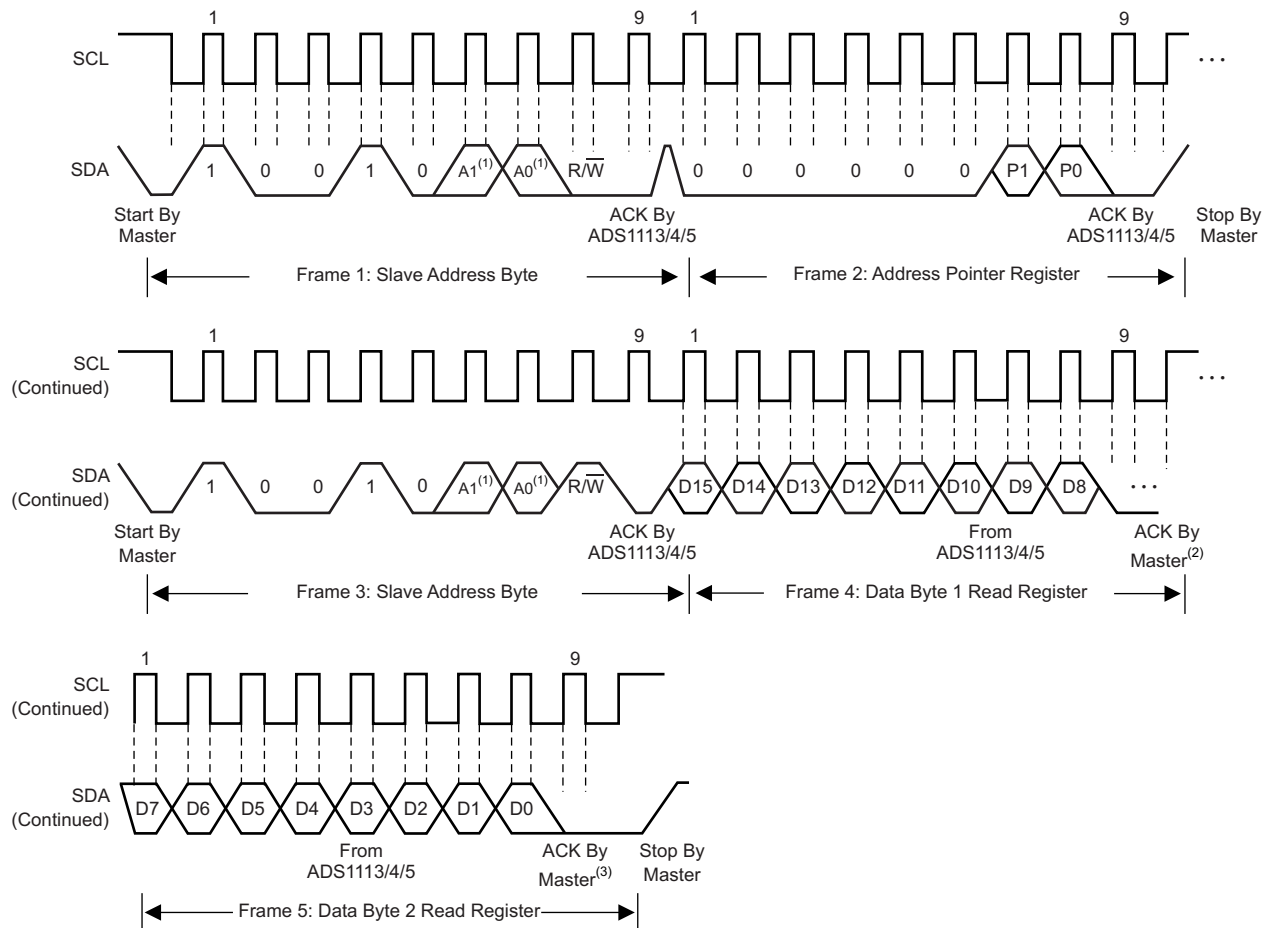 1 9 1 9
SCL ...
SDA 1 0 0 1 0 A1(1) A0(1) R/W̅ 0 0 0 0 0 0 P1 P0
Start By Master
ACK By ADS1113/4/5
ACK By ADS1113/4/5
Stop By Master
Frame 1: Slave Address Byte
Frame 2: Address Pointer Register
1 9 1 9
SCL (Continued) ...
SDA (Continued) 1 0 0 1 0 A1(1) A0(1) R/W̅ D15 D14 D13 D12 D11 D10 D9 D8 ...
Start By Master
ACK By ADS1113/4/5
From ADS1113/4/5
ACK By Master(2)
Frame 3: Slave Address Byte
Frame 4: Data Byte 1 Read Register
1 9
SCL (Continued)
SDA (Continued) D7 D6 D5 D4 D3 D2 D1 D0
From ADS1113/4/5
ACK By Master(3)
Stop By Master
Frame 5: Data Byte 2 Read Register